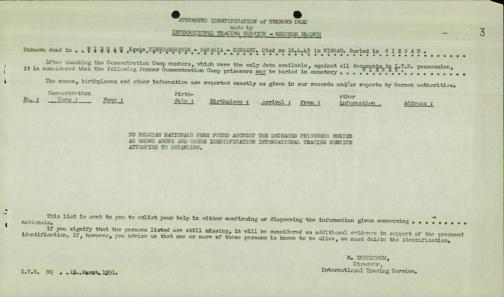 ATTEMPTED IDENTIFICATION OF UNKNOWN DEAD
made by
INTERNATIONAL TRACING SERVICE - RECORDS BRANCH
- 3
Unknown dead in .. Kreis TIRSCHENREUTH - BAVARIA - GERMANY. Died on 16.4.45 in WIESAU. Buried in W I E S A U . .
After checking the Concentration Camp numbers, which were the only data available, against all Documents in I.T.S. possession,
it is considered that the following former Concentration Camp prisoners may be buried in cemetery . . . .
The names, birthplaces and other information are reported exactly as given in our records and/or reports by German authorities.
No. : Concentration Camp : Name : Birth-Date : Birthplace : Arrival : from : other information . Address :
NO BELGIAN NATIONALS WERE FOUND AMONGST THE DECEASED PRISONERS BURIED
AS SHOWN ABOVE AND WHOSE IDENTIFICATION INTERNATIONAL TRACING SERVICE
ATTEMPTED TO ESTABLISH.
This list is sent to you to enlist your help in either confirming or disproving the information given concerning . . . . . . . . . .
nationals.
If you signify that the persons listed are still missing, it will be considered as additional evidence in support of the presumed
identification. If, however, you advise us that one or more of these persons is known to be alive, we must delete the identification.
Director,
I.T.S. HQ . March 1951.
International Tracing Service.